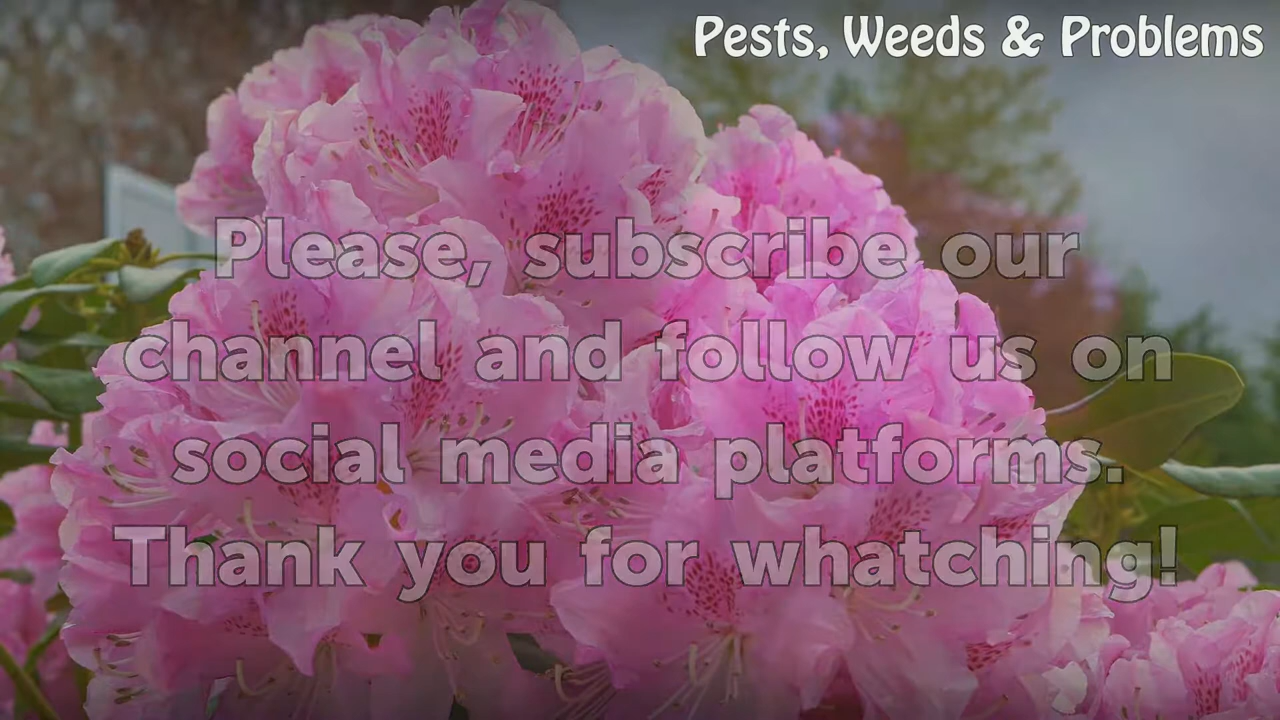 Pests, Weeds & Problems
Please, subscribe our
channel and follow us on
social media platforms.
Thank you for whatching!